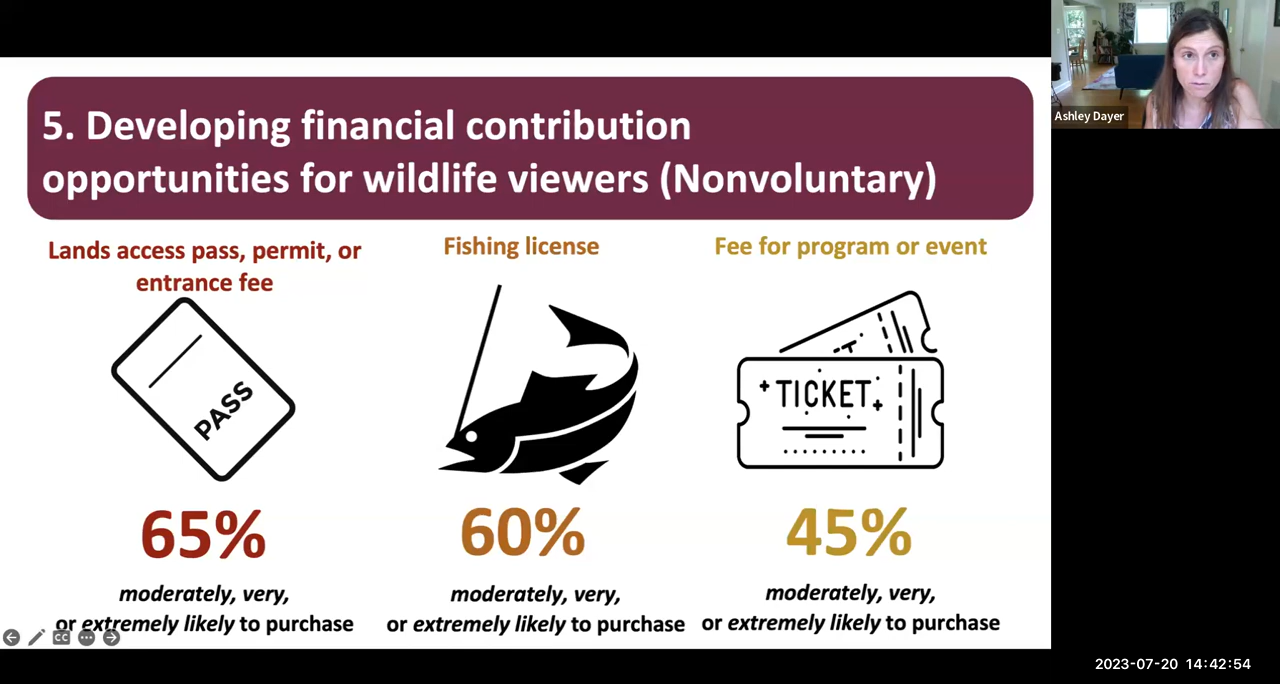 5. Developing financial contribution
opportunities for wildlife viewers (Nonvoluntary)
Lands access pass, permit, or
entrance fee
PASS
65%
moderately, very,
or extremely likely to purchase
Fishing license
60%
moderately, very,
or extremely likely to purchase
Fee for program or event
TICKET
45%
moderately, very,
or extremely likely to purchase
CC
Ashley Dayer
2023-07-20 14:42:54